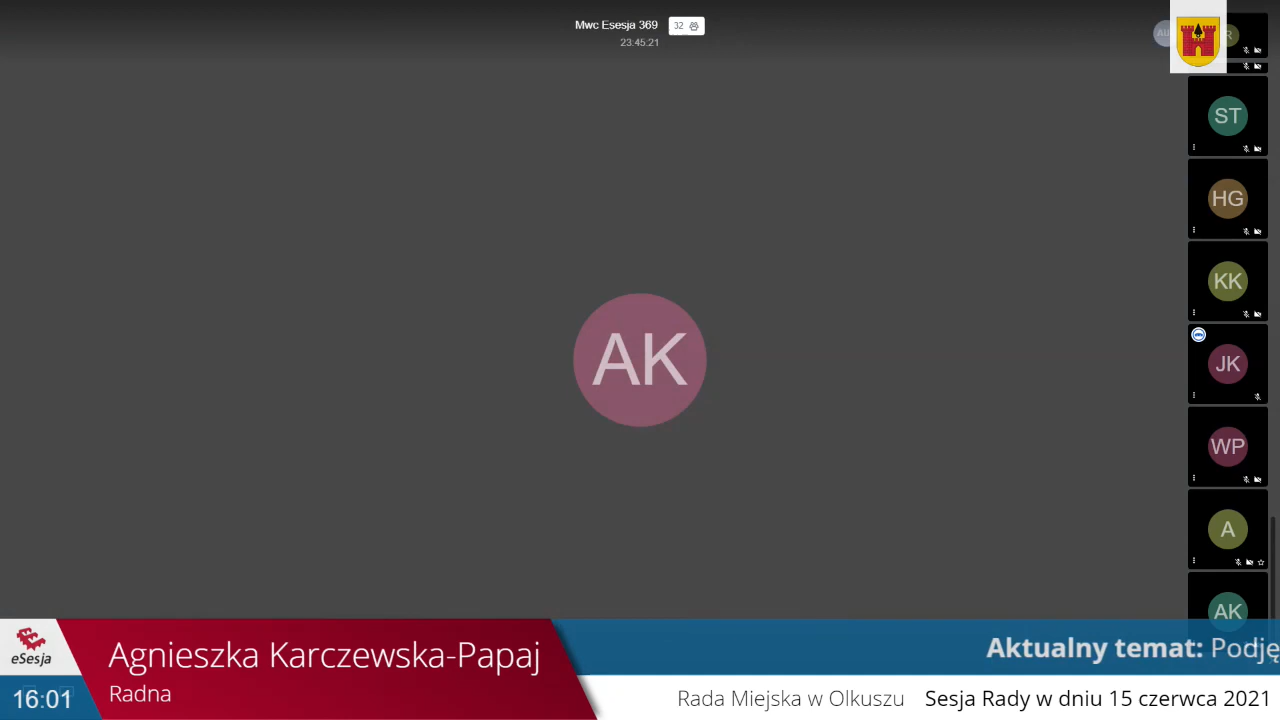 Mwc Esesja 369 32
23:45:21
R
ST
HG
KK
JK
WP
A
AK
AK
Agnieszka Karczewska-Papaj
Radna
eSesja
16:01
Aktualny temat: Podję
Rada Miejska w Olkuszu Sesja Rady w dniu 15 czerwca 2021